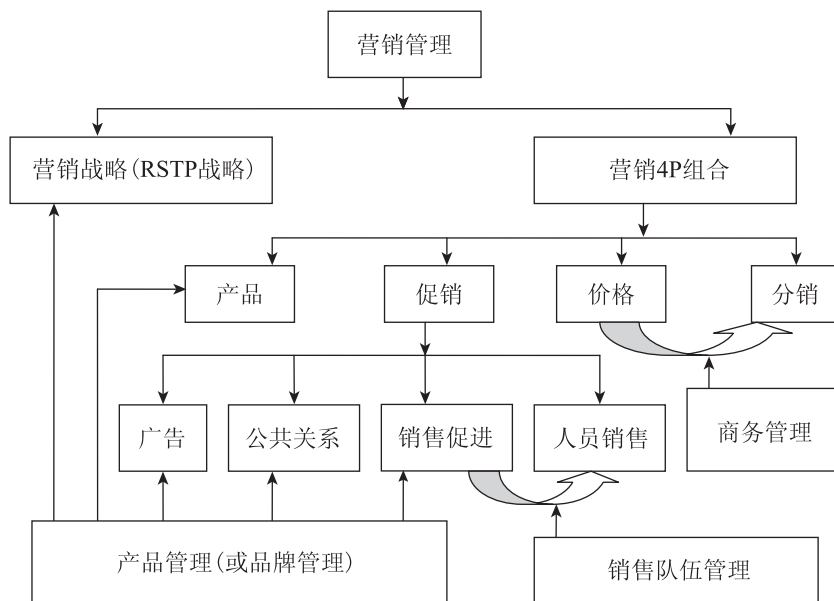 营销管理
营销战略(RSTP战略)
营销4P组合
产品
促销
价格
分销
广告
公共关系
销售促进
人员销售
商务管理
产品管理(或品牌管理)
销售队伍管理